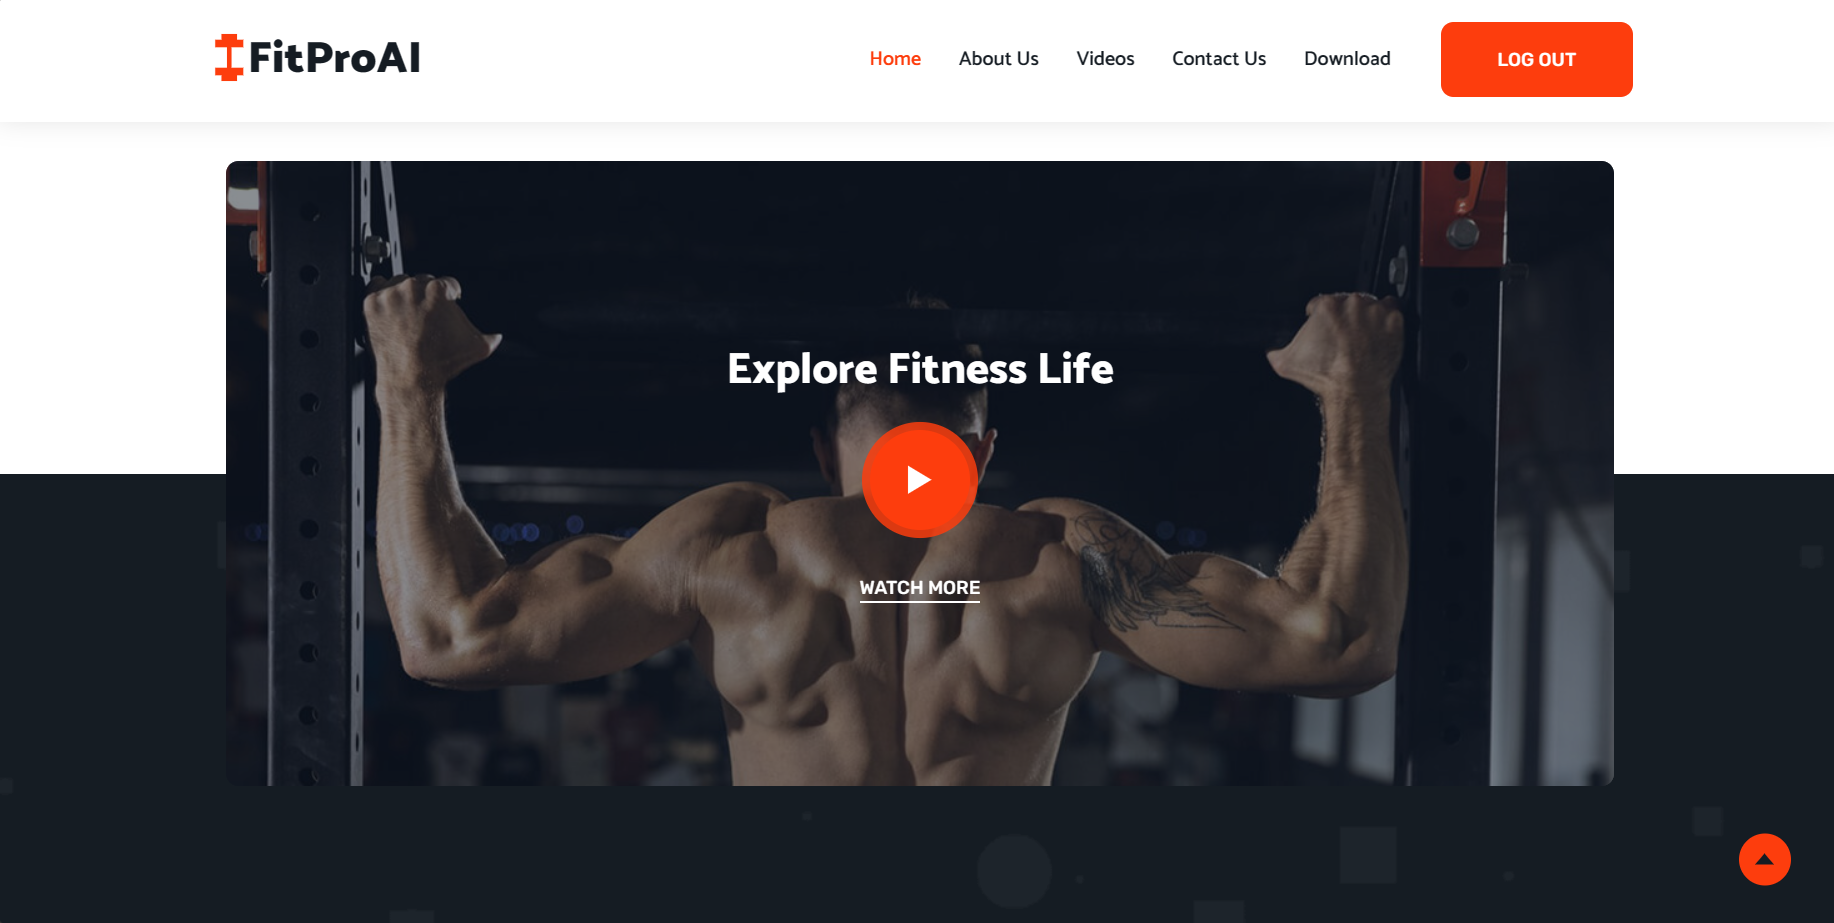 FitProAI
Home
About Us
Videos
Contact Us
Download
LOG OUT
Explore Fitness Life
WATCH MORE